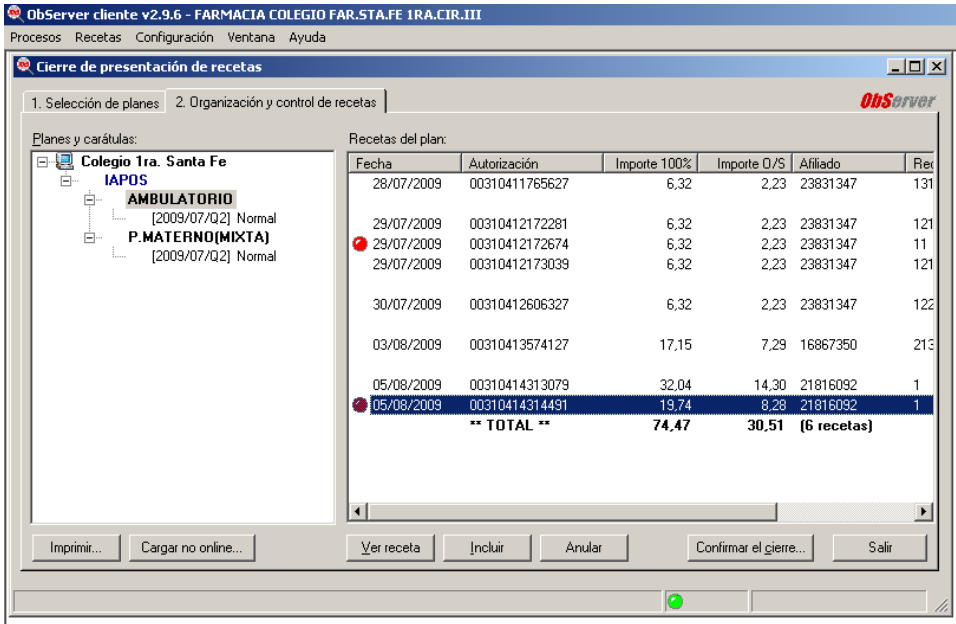 ObServer cliente v2.9.6 - FARMACIA COLEGIO FAR.STA.FE 1RA.CIR.III
Procesos Recetas Configuración Ventana Ayuda
Cierre de presentación de recetas
1. Selección de planes 2. Organización y control de recetas
ObServer
Planes y carátulas:
Colegio 1ra. Santa Fe
IAPOS
AMBULATORIO
[2009/07/Q2] Normal
P.MATERNO(MIXTA)
[2009/07/Q2] Normal
Recetas del plan:
Fecha Autorización Importe 100% Importe O/S Afiliado Rec
28/07/2009 00310411765627 6,32 2,23 23831347 131
29/07/2009 00310412172281 6,32 2,23 23831347 121
29/07/2009 00310412172674 6,32 2,23 23831347 11
29/07/2009 00310412173039 6,32 2,23 23831347 121
30/07/2009 00310412606327 6,32 2,23 23831347 122
03/08/2009 00310413574127 17,15 7,29 16867350 213
05/08/2009 00310414313079 32,04 14,30 21816092 1
05/08/2009 00310414314491 19,74 8,28 21816092 1
** TOTAL ** 74,47 30,51 (6 recetas)
Imprimir... Cargar no online... Ver receta Incluir Anular Confirmar el cierre... Salir